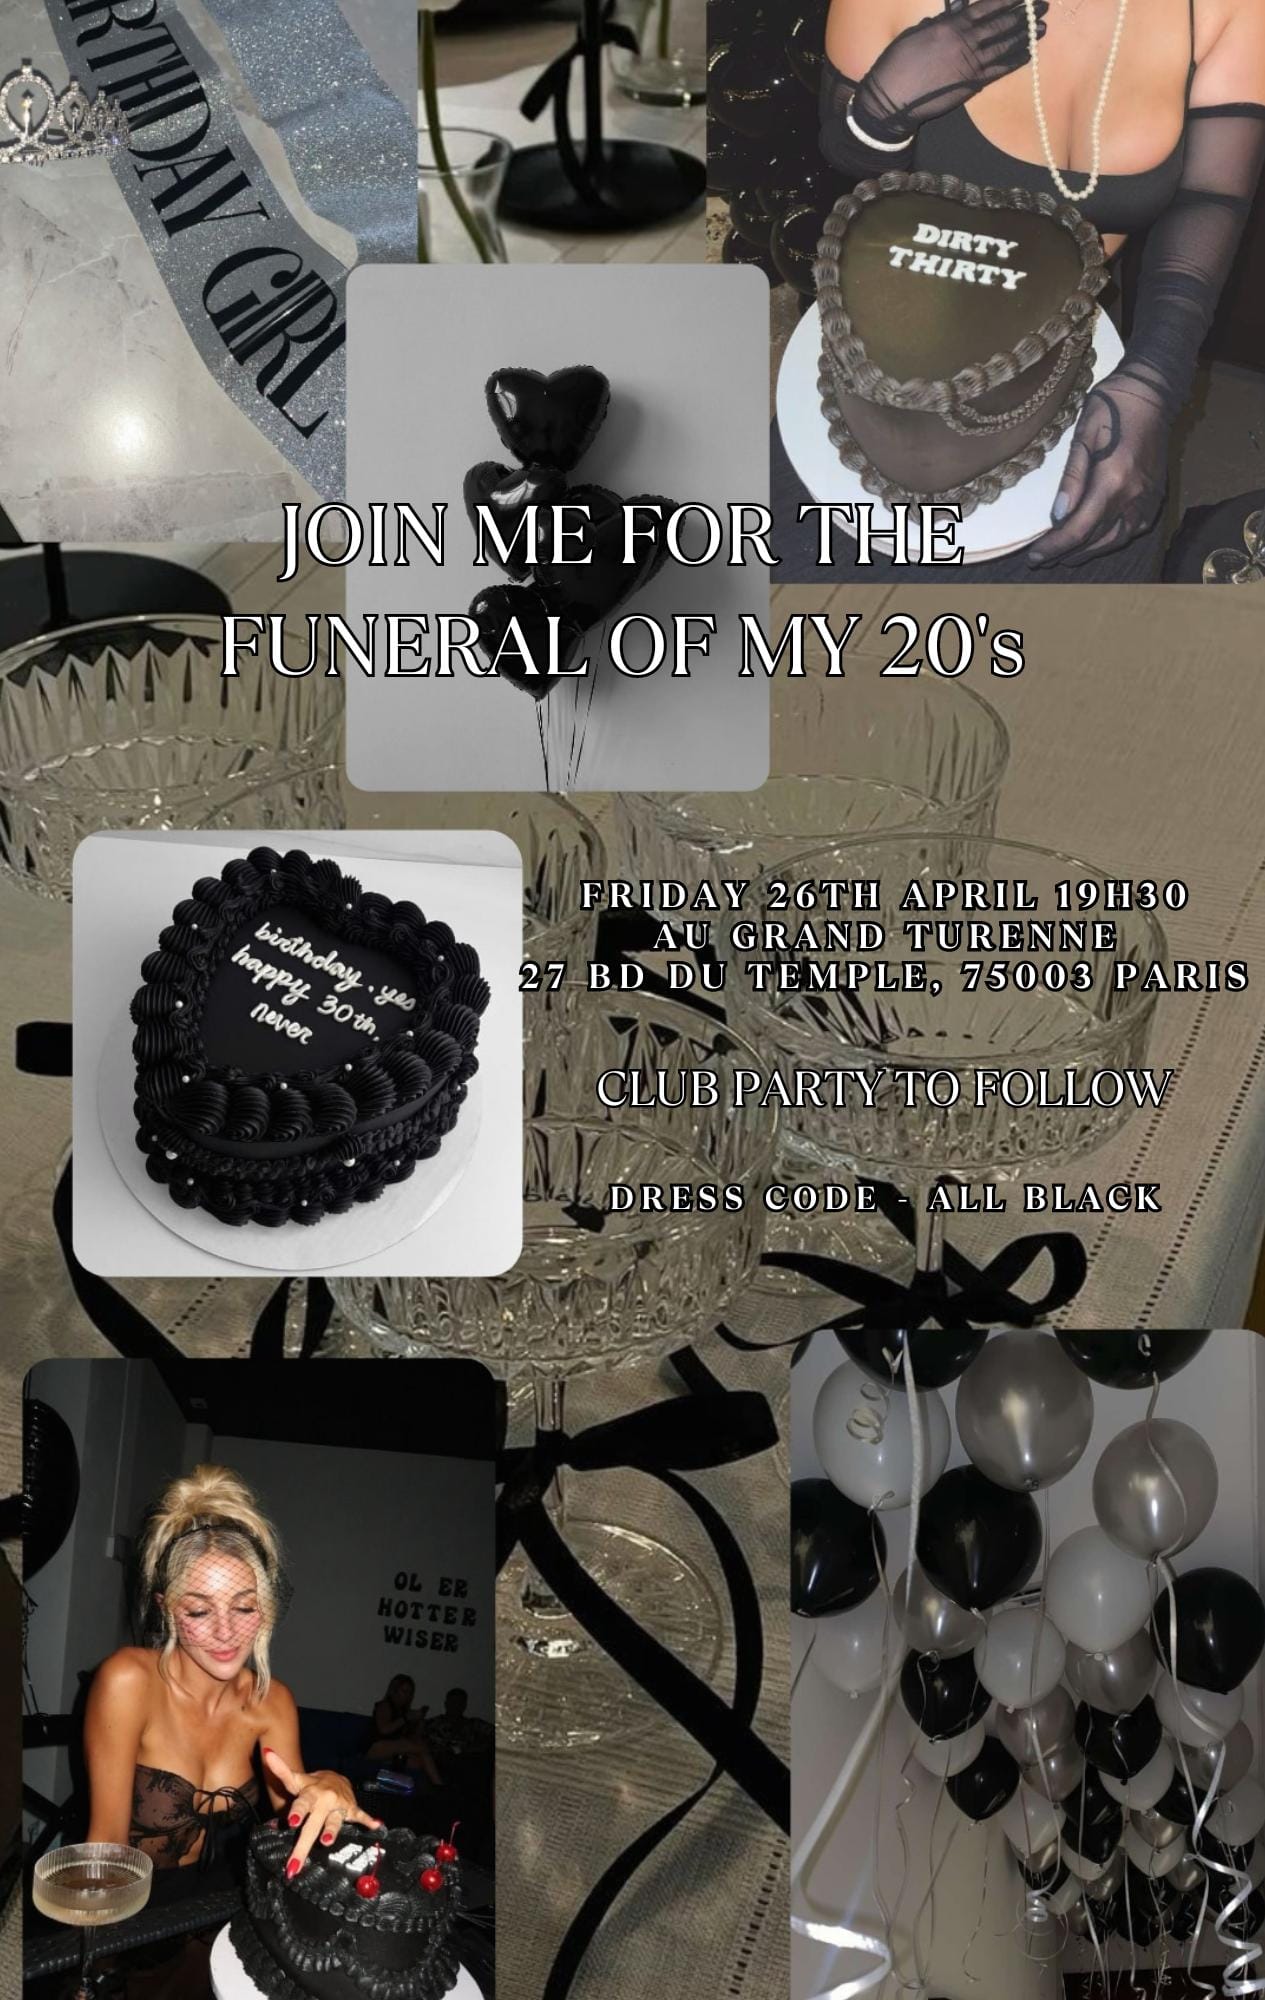 BIRTHDAY GIRL
DIRTY
THIRTY
JOIN ME FOR THE
FUNERAL OF MY 20's
birthday. yes
happy 30th,
never
FRIDAY 26TH APRIL 19H30
AU GRAND TURENNE
27 BD DU TEMPLE, 75003 PARIS
CLUB PARTY TO FOLLOW
DRESS CODE - ALL BLACK
OL ER
HOTTER
WISER